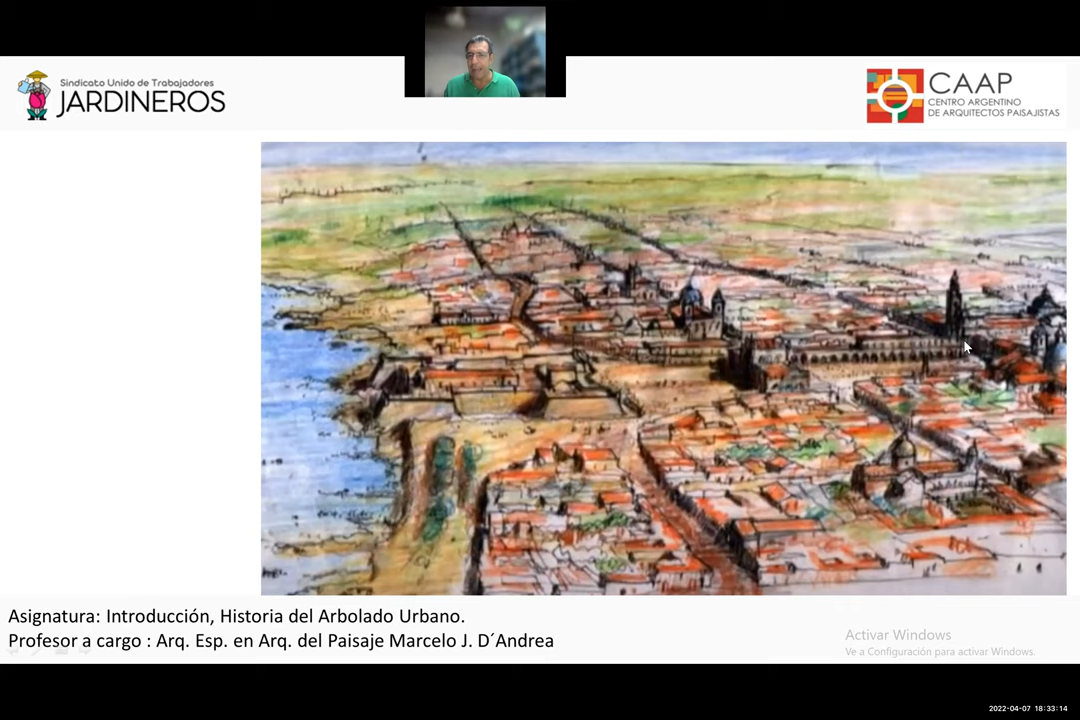 Sindicato Unido de Trabajadores
JARDINEROS
CAAP
CENTRO ARGENTINO
DE ARQUITECTOS PAISAJISTAS
Asignatura: Introducción, Historia del Arbolado Urbano.
Profesor a cargo : Arq. Esp. en Arq. del Paisaje Marcelo J. D´Andrea
Activar Windows
Ve a Configuración para activar Windows.
2022-04-07 18:33:14